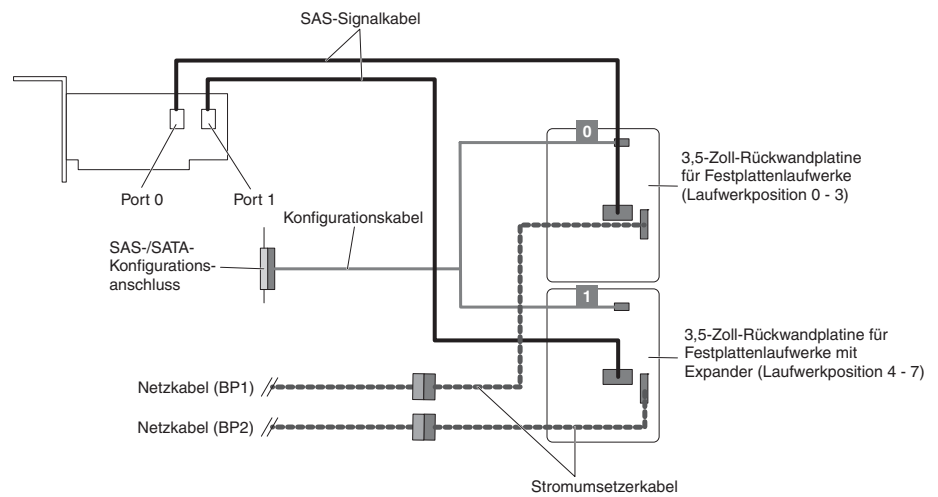 SAS-Signalkabel
0
3,5-Zoll-Rückwandplatine
für Festplattenlaufwerke
(Laufwerkposition 0 - 3)
Port 0
Port 1
Konfigurationskabel
SAS-/SATA-
Konfigurations-
anschluss
1
3,5-Zoll-Rückwandplatine für
Festplattenlaufwerke mit
Expander (Laufwerkposition 4 - 7)
Netzkabel (BP1)
Netzkabel (BP2)
Stromumsetzerkabel